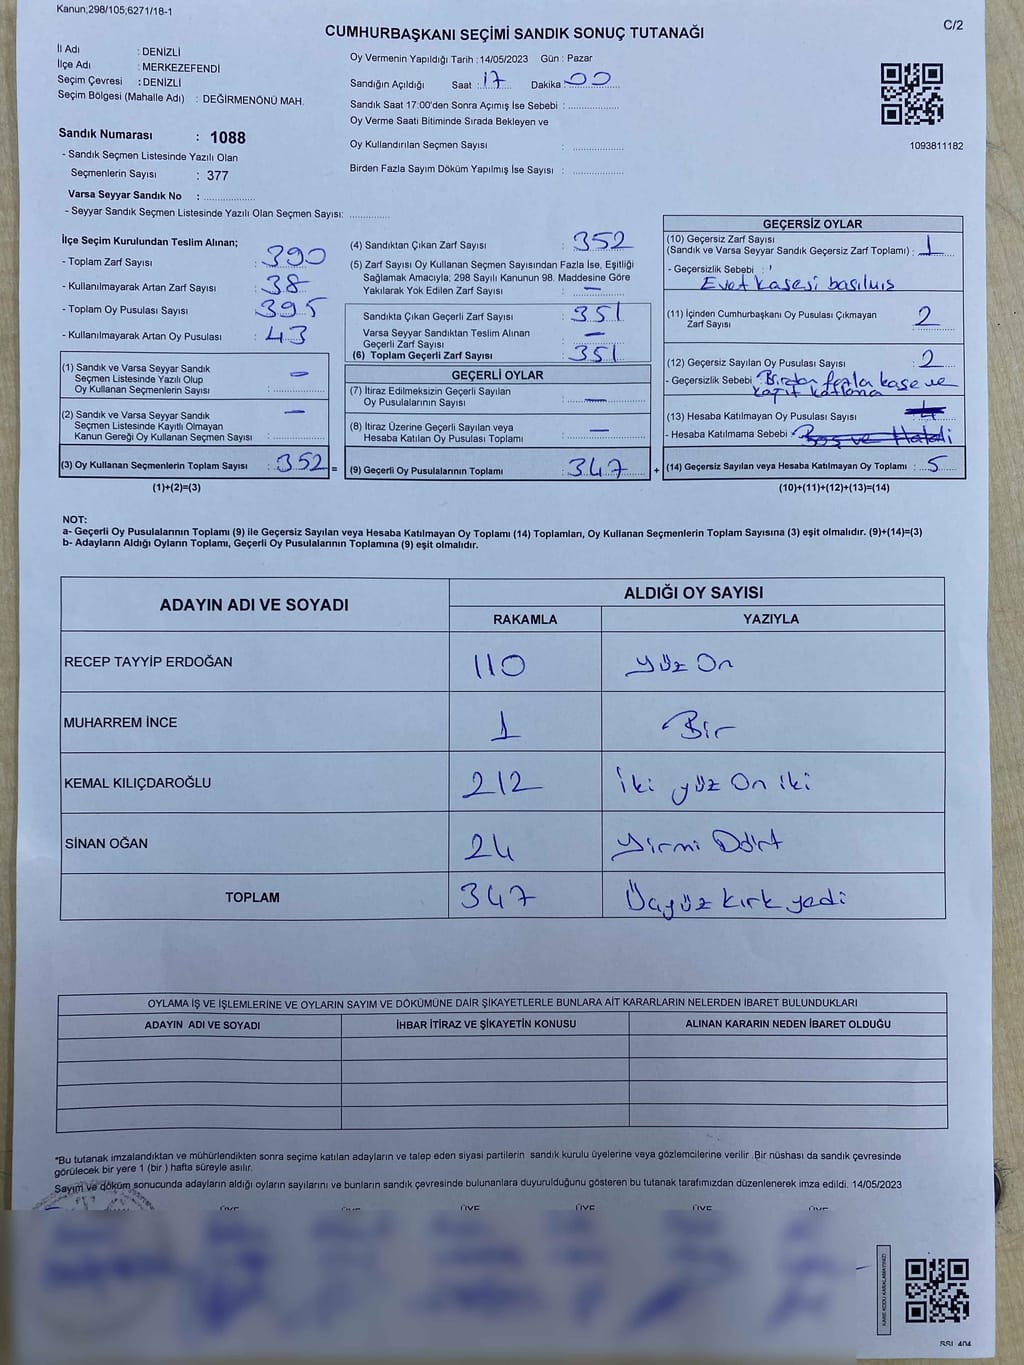 Kanun,298/105,6271/18-1
CUMHURBAŞKANI SEÇİMİ SANDIK SONUÇ TUTANAĞI
C/2
İl Adı : DENİZLİ
İlçe Adı : MERKEZEFENDİ
Seçim Çevresi : DENİZLİ
Seçim Bölgesi (Mahalle Adı) : DEĞİRMENÖNÜ MAH.
Sandık Numarası : 1088
- Sandık Seçmen Listesinde Yazılı Olan
Seçmenlerin Sayısı : 377
Varsa Seyyar Sandık No :
- Seyyar Sandık Seçmen Listesinde Yazılı Olan Seçmen Sayısı:
Oy Vermenin Yapıldığı Tarih : 14/05/2023 Gün : Pazar
Sandığın Açıldığı Saat : 17 Dakika : 00
Sandık Saat 17:00'den Sonra Açımış İse Sebebi :
Oy Verme Saati Bitiminde Sırada Bekleyen ve
Oy Kullandırılan Seçmen Sayısı :
Birden Fazla Sayım Döküm Yapılmış İse Sayısı :
1093811182
İlçe Seçim Kurulundan Teslim Alınan;
- Toplam Zarf Sayısı : 390
- Kullanılmayarak Artan Zarf Sayısı : 38
- Toplam Oy Pusulası Sayısı : 395
- Kullanılmayarak Artan Oy Pusulası : 43
(1) Sandık ve Varsa Seyyar Sandık
Seçmen Listesinde Yazılı Olup
Oy Kullanan Seçmenlerin Sayısı : —
(2) Sandık ve Varsa Seyyar Sandık
Seçmen Listesinde Kayıtlı Olmayan
Kanun Gereği Oy Kullanan Seçmen Sayısı : —
(3) Oy Kullanan Seçmenlerin Toplam Sayısı : 352 =
(1)+(2)=(3)
(4) Sandıktan Çıkan Zarf Sayısı : 352
(5) Zarf Sayısı Oy Kullanan Seçmen Sayısından Fazla İse, Eşitliği
Sağlamak Amacıyla; 298 Sayılı Kanunun 98. Maddesine Göre
Yakılarak Yok Edilen Zarf Sayısı : —
Sandıkta Çıkan Geçerli Zarf Sayısı : 351
Varsa Seyyar Sandıktan Teslim Alınan
Geçerli Zarf Sayısı : —
(6) Toplam Geçerli Zarf Sayısı : 351
GEÇERLİ OYLAR
(7) İtiraz Edilmeksizin Geçerli Sayılan
Oy Pusulalarının Sayısı : —
(8) İtiraz Üzerine Geçerli Sayılan veya
Hesaba Katılan Oy Pusulası Toplamı : —
(9) Geçerli Oy Pusulalarının Toplamı : 347 +
GEÇERSİZ OYLAR
(10) Geçersiz Zarf Sayısı
(Sandık ve Varsa Seyyar Sandık Geçersiz Zarf Toplamı) : 1
- Geçersizlik Sebebi :
Evet kasesi basılmıs
(11) İçinden Cumhurbaşkanı Oy Pusulası Çıkmayan
Zarf Sayısı : 2
(12) Geçersiz Sayılan Oy Pusulası Sayısı : 2
- Geçersizlik Sebebi : Birden fazla kase ve
katlama
(13) Hesaba Katılmayan Oy Pusulası Sayısı :
- Hesaba Katılmama Sebebi : Boş ve Hatalı
(14) Geçersiz Sayılan veya Hesaba Katılmayan Oy Toplamı : 5
(10)+(11)+(12)+(13)=(14)
NOT:
a- Geçerli Oy Pusulalarının Toplamı (9) ile Geçersiz Sayılan veya Hesaba Katılmayan Oy Toplamı (14) Toplamları, Oy Kullanan Seçmenlerin Toplam Sayısına (3) eşit olmalıdır. (9)+(14)=(3)
b- Adayların Aldığı Oyların Toplamı, Geçerli Oy Pusulalarının Toplamına (9) eşit olmalıdır.
ADAYIN ADI VE SOYADI
ALDIĞI OY SAYISI
RAKAMLA YAZIYLA
RECEP TAYYİP ERDOĞAN 110 yüz On
MUHARREM İNCE 1 Bir
KEMAL KILIÇDAROĞLU 212 İki yüz On iki
SİNAN OĞAN 24 Yirmi Dört
TOPLAM 347 Üçyüz kırk yedi
OYLAMA İŞ VE İŞLEMLERİNE VE OYLARIN SAYIM VE DÖKÜMÜNE DAİR ŞİKAYETLERLE BUNLARA AİT KARARLARIN NELERDEN İBARET BULUNDUKLARI
ADAYIN ADI VE SOYADI İHBAR İTİRAZ VE ŞİKAYETİN KONUSU ALINAN KARARIN NEDEN İBARET OLDUĞU
*Bu tutanak imzalandıktan ve mühürlendikten sonra seçime katılan adayların ve talep eden siyasi partilerin sandık kurulu üyelerine veya gözlemcilerine verilir .Bir nüshası da sandık çevresinde
görülecek bir yere 1 (bir ) hafta süreyle asılır.
Sayım ve döküm sonucunda adayların aldığı oyların sayılarını ve bunların sandık çevresinde bulunanlara duyurulduğunu gösteren bu tutanak tarafımızdan düzenlenerek imza edildi. 14/05/2023
ÜYE ÜYE ÜYE ÜYE ÜYE ÜYE